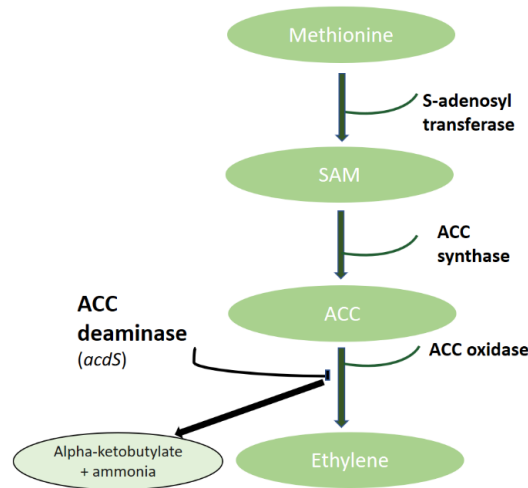 Methionine
S-adenosyl
transferase
SAM
ACC
synthase
ACC
ACC
deaminase
(acdS)
ACC oxidase
Alpha-ketobutylate
+ ammonia
Ethylene